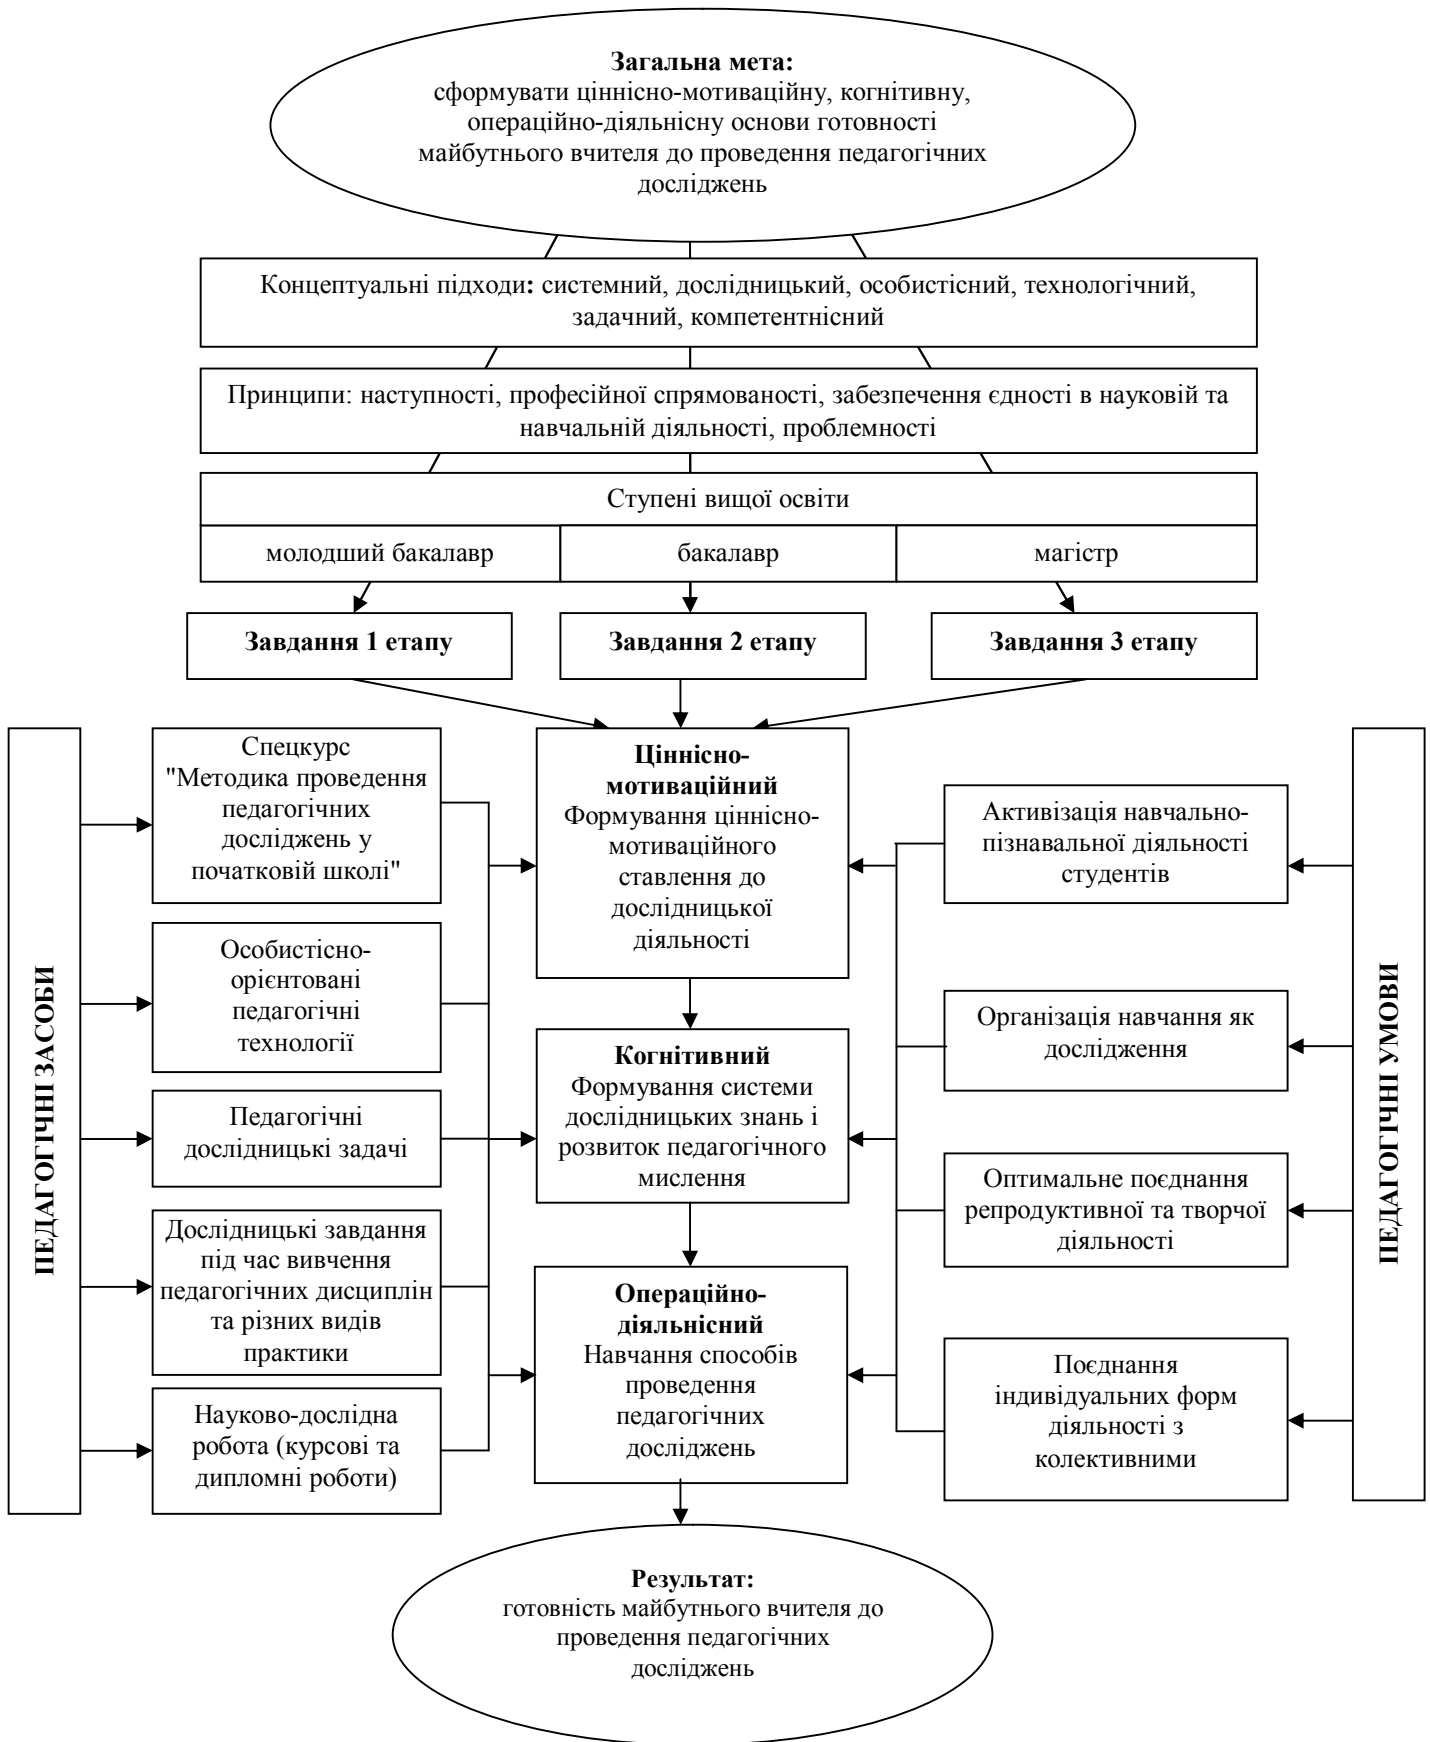 Загальна мета:
сформувати ціннісно-мотиваційну, когнітивну,
операційно-діяльнісну основи готовності
майбутнього вчителя до проведення педагогічних
досліджень
Концептуальні підходи: системний, дослідницький, особистісний, технологічний,
задачний, компетентнісний
Принципи: наступності, професійної спрямованості, забезпечення єдності в науковій та
навчальній діяльності, проблемності
Ступені вищої освіти
молодший бакалавр
бакалавр
магістр
Завдання 1 етапу
Завдання 2 етапу
Завдання 3 етапу
ПЕДАГОГІЧНІ ЗАСОБИ
Спецкурс
"Методика проведення
педагогічних
досліджень у
початковій школі"
Особистісно-
орієнтовані
педагогічні
технології
Педагогічні
дослідницькі задачі
Дослідницькі завдання
під час вивчення
педагогічних дисциплін
та різних видів
практики
Науково-дослідна
робота (курсові та
дипломні роботи)
Ціннісно-
мотиваційний
Формування ціннісно-
мотиваційного
ставлення до
дослідницької
діяльності
Когнітивний
Формування системи
дослідницьких знань і
розвиток педагогічного
мислення
Операційно-
діяльнісний
Навчання способів
проведення
педагогічних
досліджень
Активізація навчально-
пізнавальної діяльності
студентів
Організація навчання як
дослідження
Оптимальне поєднання
репродуктивної та творчої
діяльності
Поєднання
індивідуальних форм
діяльності з
колективними
ПЕДАГОГІЧНІ УМОВИ
Результат:
готовність майбутнього вчителя до
проведення педагогічних
досліджень